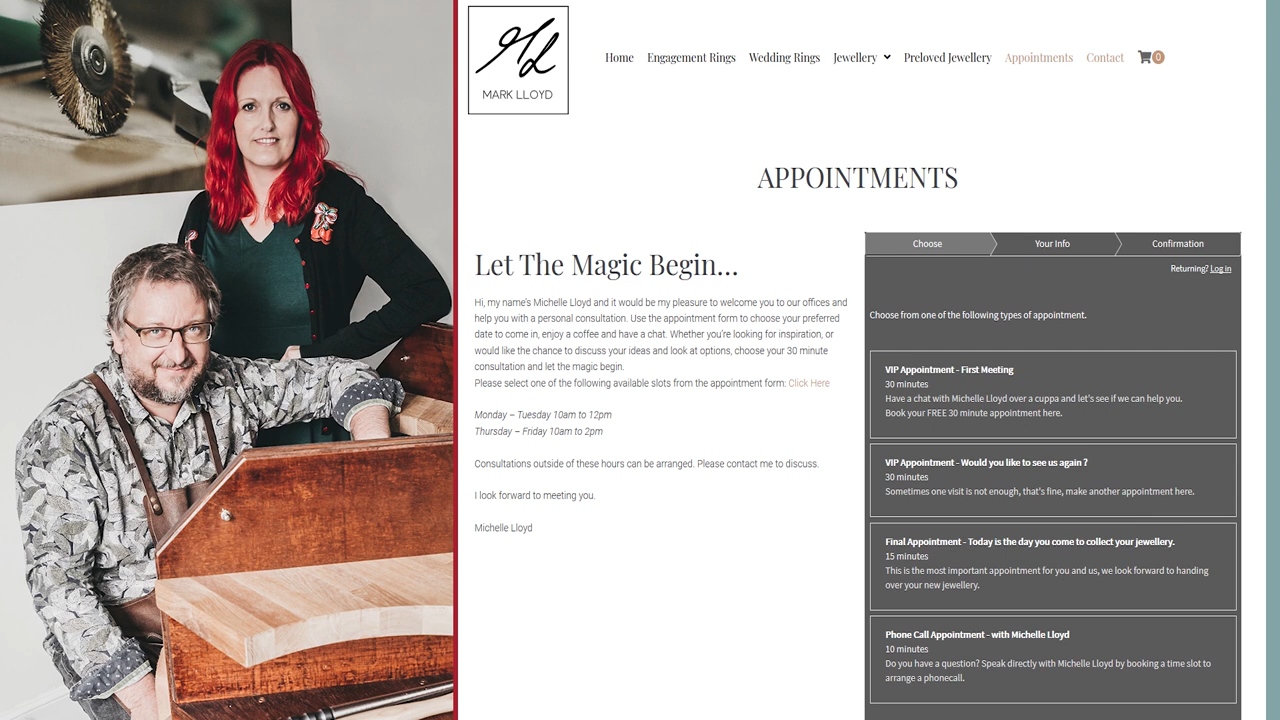 MARK LLOYD
Home Engagement Rings Wedding Rings Jewellery Preloved Jewellery Appointments Contact 0
APPOINTMENTS
Let The Magic Begin...
Hi, my name's Michelle Lloyd and it would be my pleasure to welcome you to our offices and
help you with a personal consultation. Use the appointment form to choose your preferred
date to come in, enjoy a coffee and have a chat. Whether you're looking for inspiration, or
would like the chance to discuss your ideas and look at options, choose your 30 minute
consultation and let the magic begin.
Please select one of the following available slots from the appointment form: Click Here
Monday – Tuesday 10am to 12pm
Thursday – Friday 10am to 2pm
Consultations outside of these hours can be arranged. Please contact me to discuss.
I look forward to meeting you.
Michelle Lloyd
Choose Your Info Confirmation
Returning? Log in
Choose from one of the following types of appointment.
VIP Appointment - First Meeting
30 minutes
Have a chat with Michelle Lloyd over a cuppa and let's see if we can help you.
Book your FREE 30 minute appointment here.
VIP Appointment - Would you like to see us again ?
30 minutes
Sometimes one visit is not enough, that's fine, make another appointment here.
Final Appointment - Today is the day you come to collect your jewellery.
15 minutes
This is the most important appointment for you and us, we look forward to handing
over your new jewellery.
Phone Call Appointment - with Michelle Lloyd
10 minutes
Do you have a question? Speak directly with Michelle Lloyd by booking a time slot to
arrange a phonecall.